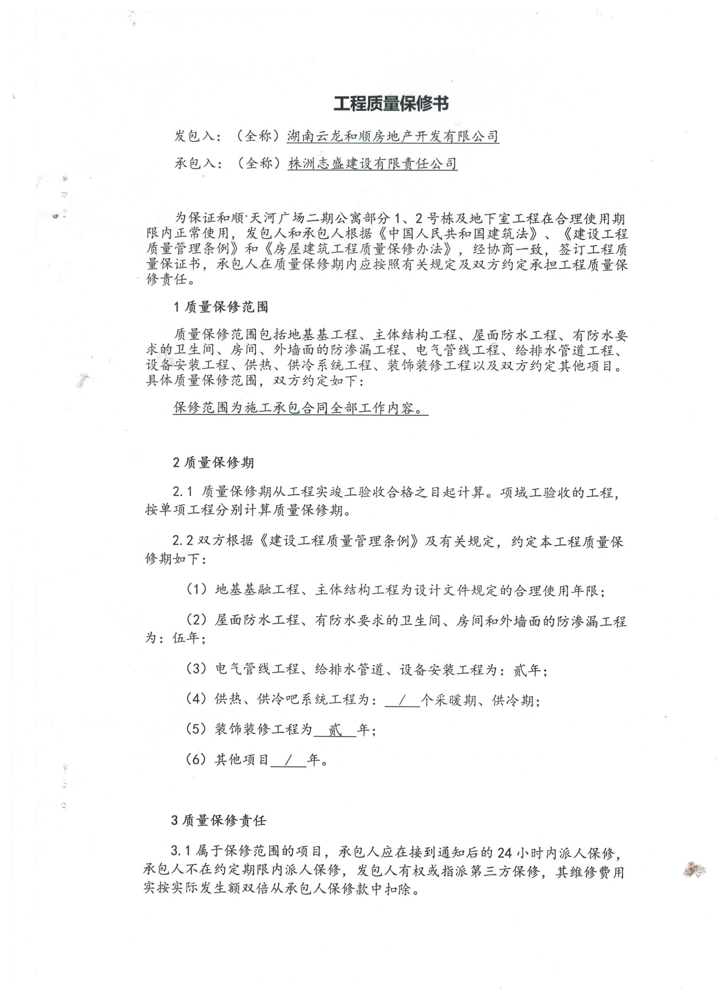 工程质量保修书
发包入：（全称）湖南云龙和顺房地产开发有限公司
承包入：（全称）株洲志盛建设有限责任公司
为保证和顺·天河广场二期公寓部分1、2号栋及地下室工程在合理使用期
限内正常使用，发包人和承包人根据《中国人民共和国建筑法》、《建设工程
质量管理条例》和《房屋建筑工程质量保修办法》，经协商一致，签订工程质
量保证书，承包人在质量保修期内应按照有关规定及双方约定承担工程质量保
修责任。
1 质量保修范围
质量保修范围包括地基基工程、主体结构工程、屋面防水工程、有防水要
求的卫生间、房间、外墙面的防渗漏工程、电气管线工程、给排水管道工程、
设备安装工程、供热、供冷系统工程、装饰装修工程以及双方约定其他项目。
具体质量保修范围，双方约定如下：
保修范围为施工承包合同全部工作内容。
2 质量保修期
2.1 质量保修期从工程实竣工验收合格之目起计算。项域工验收的工程，
按单项工程分别计算质量保修期。
2.2 双方根据《建设工程质量管理条例》及有关规定，约定本工程质量保
修期如下：
（1）地基基融工程、主体结构工程为设计文件规定的合理使用年限；
（2）屋面防水工程、有防水要求的卫生间、房间和外墙面的防渗漏工程
为：伍年；
（3）电气管线工程、给排水管道、设备安装工程为：贰年；
（4）供热、供冷吧系统工程为：/个采暖期、供冷期；
（5）装饰装修工程为 贰 年；
（6）其他项目 / 年。
3 质量保修责任
3.1 属于保修范围的项目，承包人应在接到通知后的 24 小时内派人保修，
承包人不在约定期限内派人保修，发包人有权或指派第三方保修，其维修费用
实按实际发生额双倍从承包人保修款中扣除。